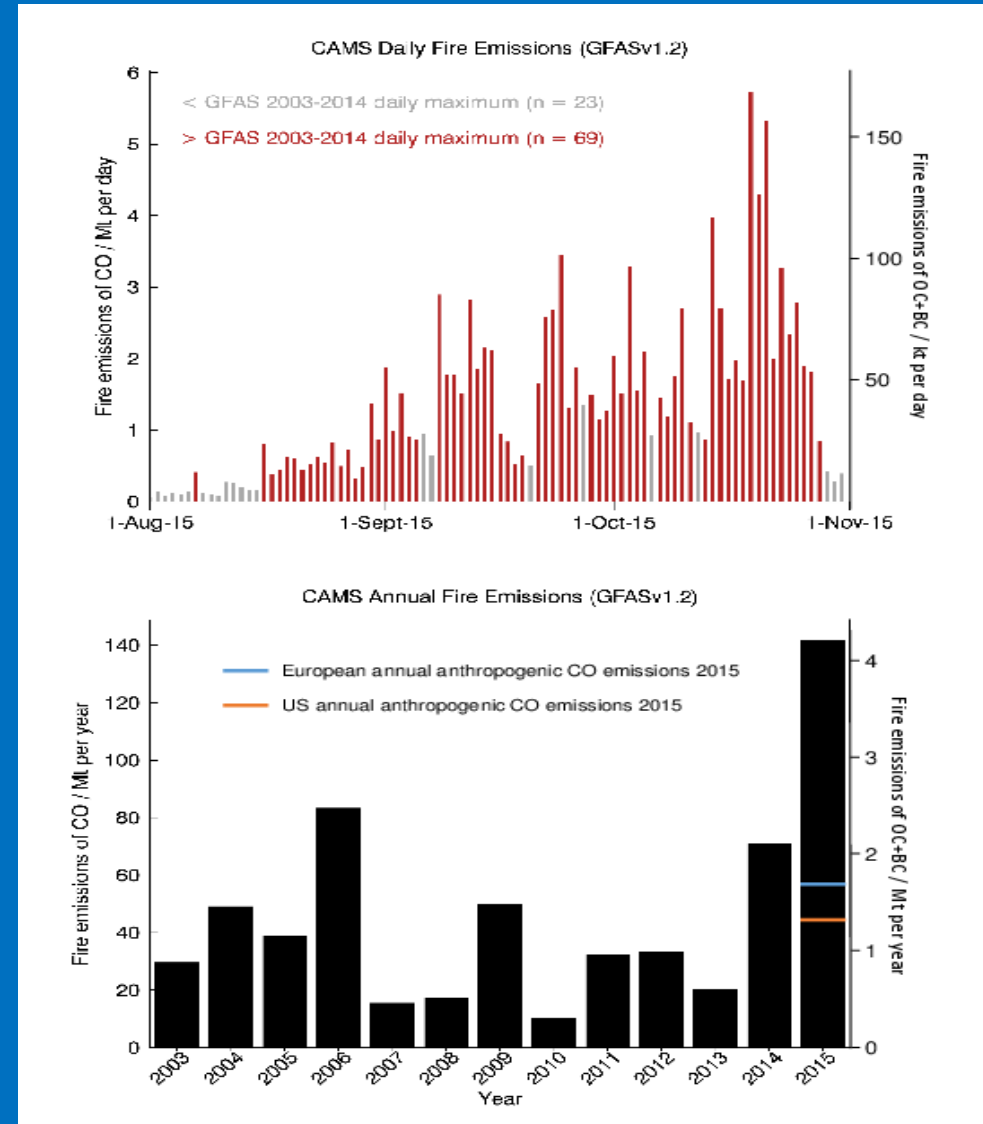 CAMS Daily Fire Emissions (GFASv1.2)
< GFAS 2003-2014 daily maximum (n = 23)
> GFAS 2003-2014 daily maximum (n = 69)
Fire emissions of CO / Mt per day
6
5
4
3
2
1
0
150
100
50
Fire emissions of OC+BC / kt per day
1-Aug-15
1-Sept-15
1-Oct-15
1-Nov-15
CAMS Annual Fire Emissions (GFASv1.2)
European annual anthropogenic CO emissions 2015
US annual anthropogenic CO emissions 2015
Fire emissions of CO / Mt per year
140
120
100
80
60
40
20
0
4
3
2
1
0
Fire emissions of OC+BC / Mt per year
2003
2004
2005
2006
2007
2008
2009
2010
2011
2012
2013
2014
2015
Year